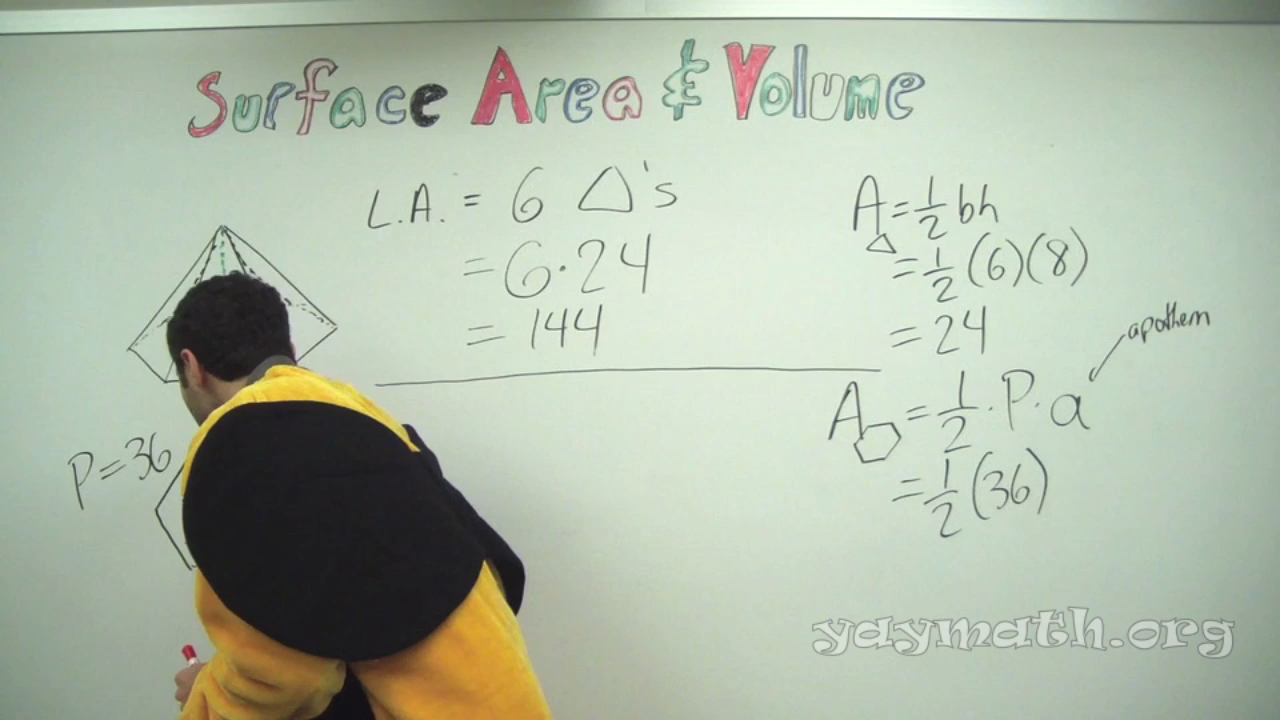 Surface Area & Volume
L.A. = 6 △'s
= 6·24
= 144
A△ = 1/2 bh
= 1/2 (6)(8)
= 24
apothem
A⬡ = 1/2 · P · a
= 1/2 (36)
P = 36
yaymath.org